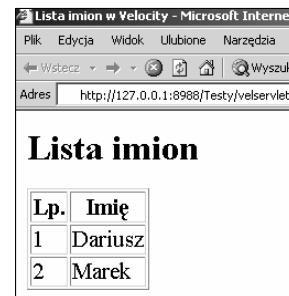 Lista imion w Velocity - Microsoft Interne
Plik Edycja Widok Ulubione Narzędzia
Wstecz Wyszuk
Adres http://127.0.0.1:8988/Testy/velservlet
Lista imion
Lp. Imię
1 Dariusz
2 Marek